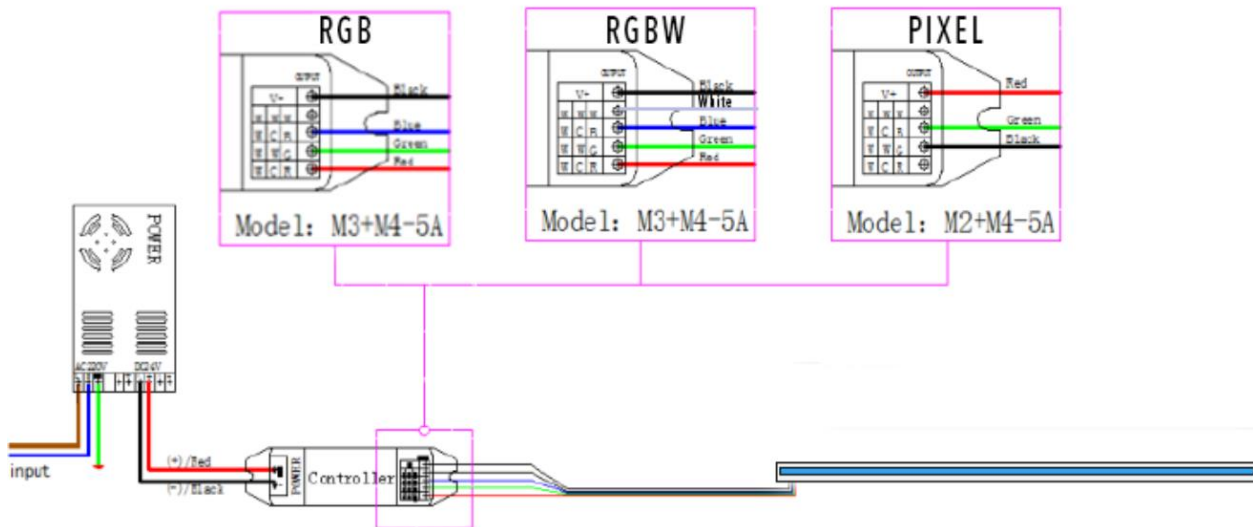 RGB
OUTPUT
V+
Black
Blue
Green
Red
Model: M3+M4-5A
RGBW
OUTPUT
V+
Black
White
Blue
Green
Red
Model: M3+M4-5A
PIXEL
OUTPUT
V+
Red
Green
Black
Model: M2+M4-5A
POWER
AC220V
DC24V
input
(+)/Red
(-)/Black
POWER
Controller